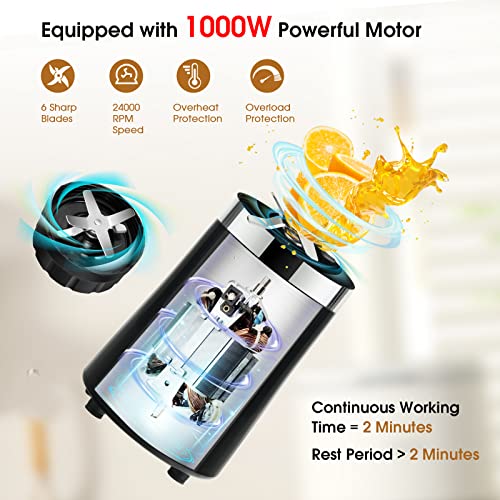 Equipped with 1000W Powerful Motor
6 Sharp
Blades
24000
RPM
Speed
Overheat
Protection
Overload
Protection
Continuous Working
Time = 2 Minutes
Rest Period > 2 Minutes